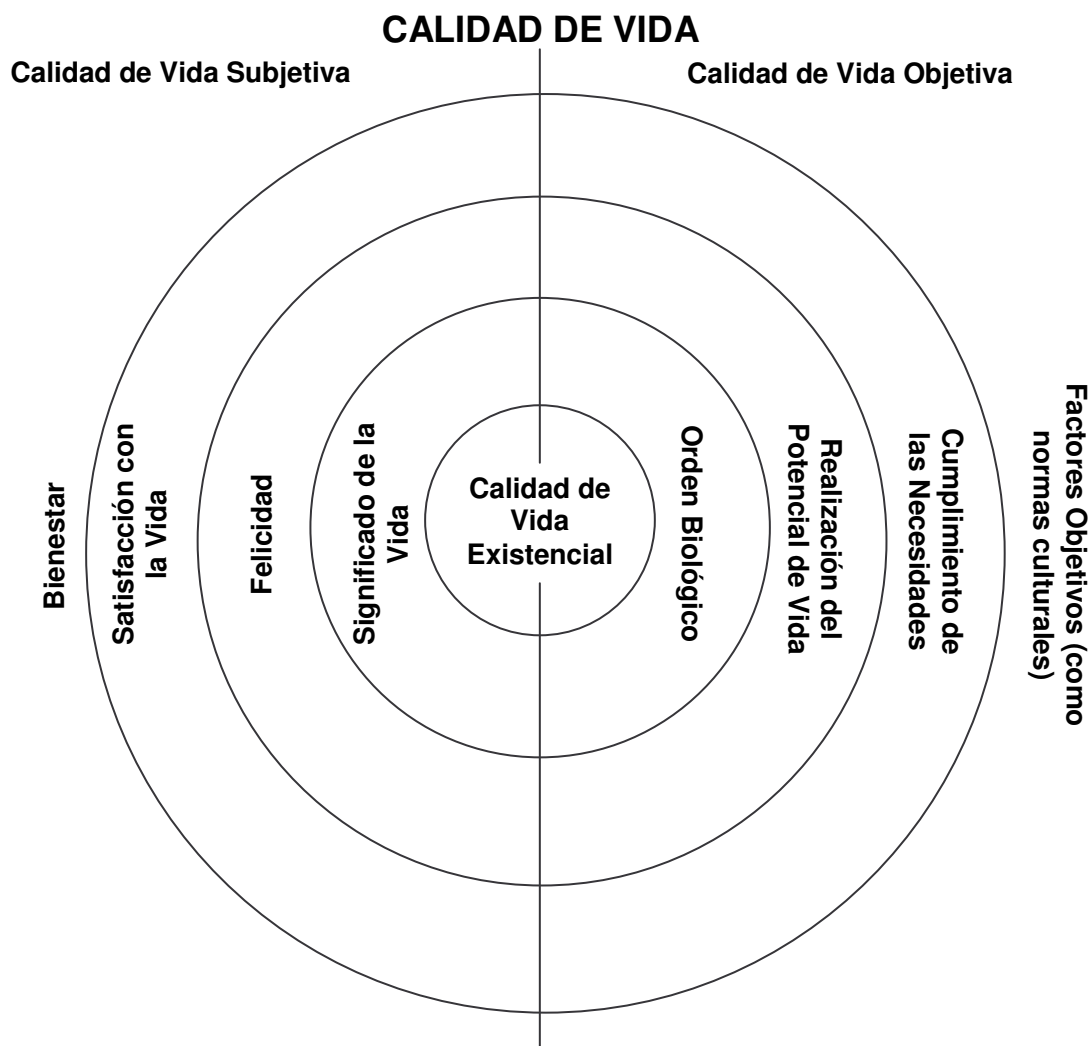 CALIDAD DE VIDA
Calidad de Vida Subjetiva
Calidad de Vida Objetiva
Bienestar
Satisfacción con
la Vida
Felicidad
Significado de la
Vida
Calidad de
Vida
Existencial
Orden Biológico
Realización del
Potencial de Vida
Cumplimiento de
las Necesidades
Factores Objetivos (como
normas culturales)